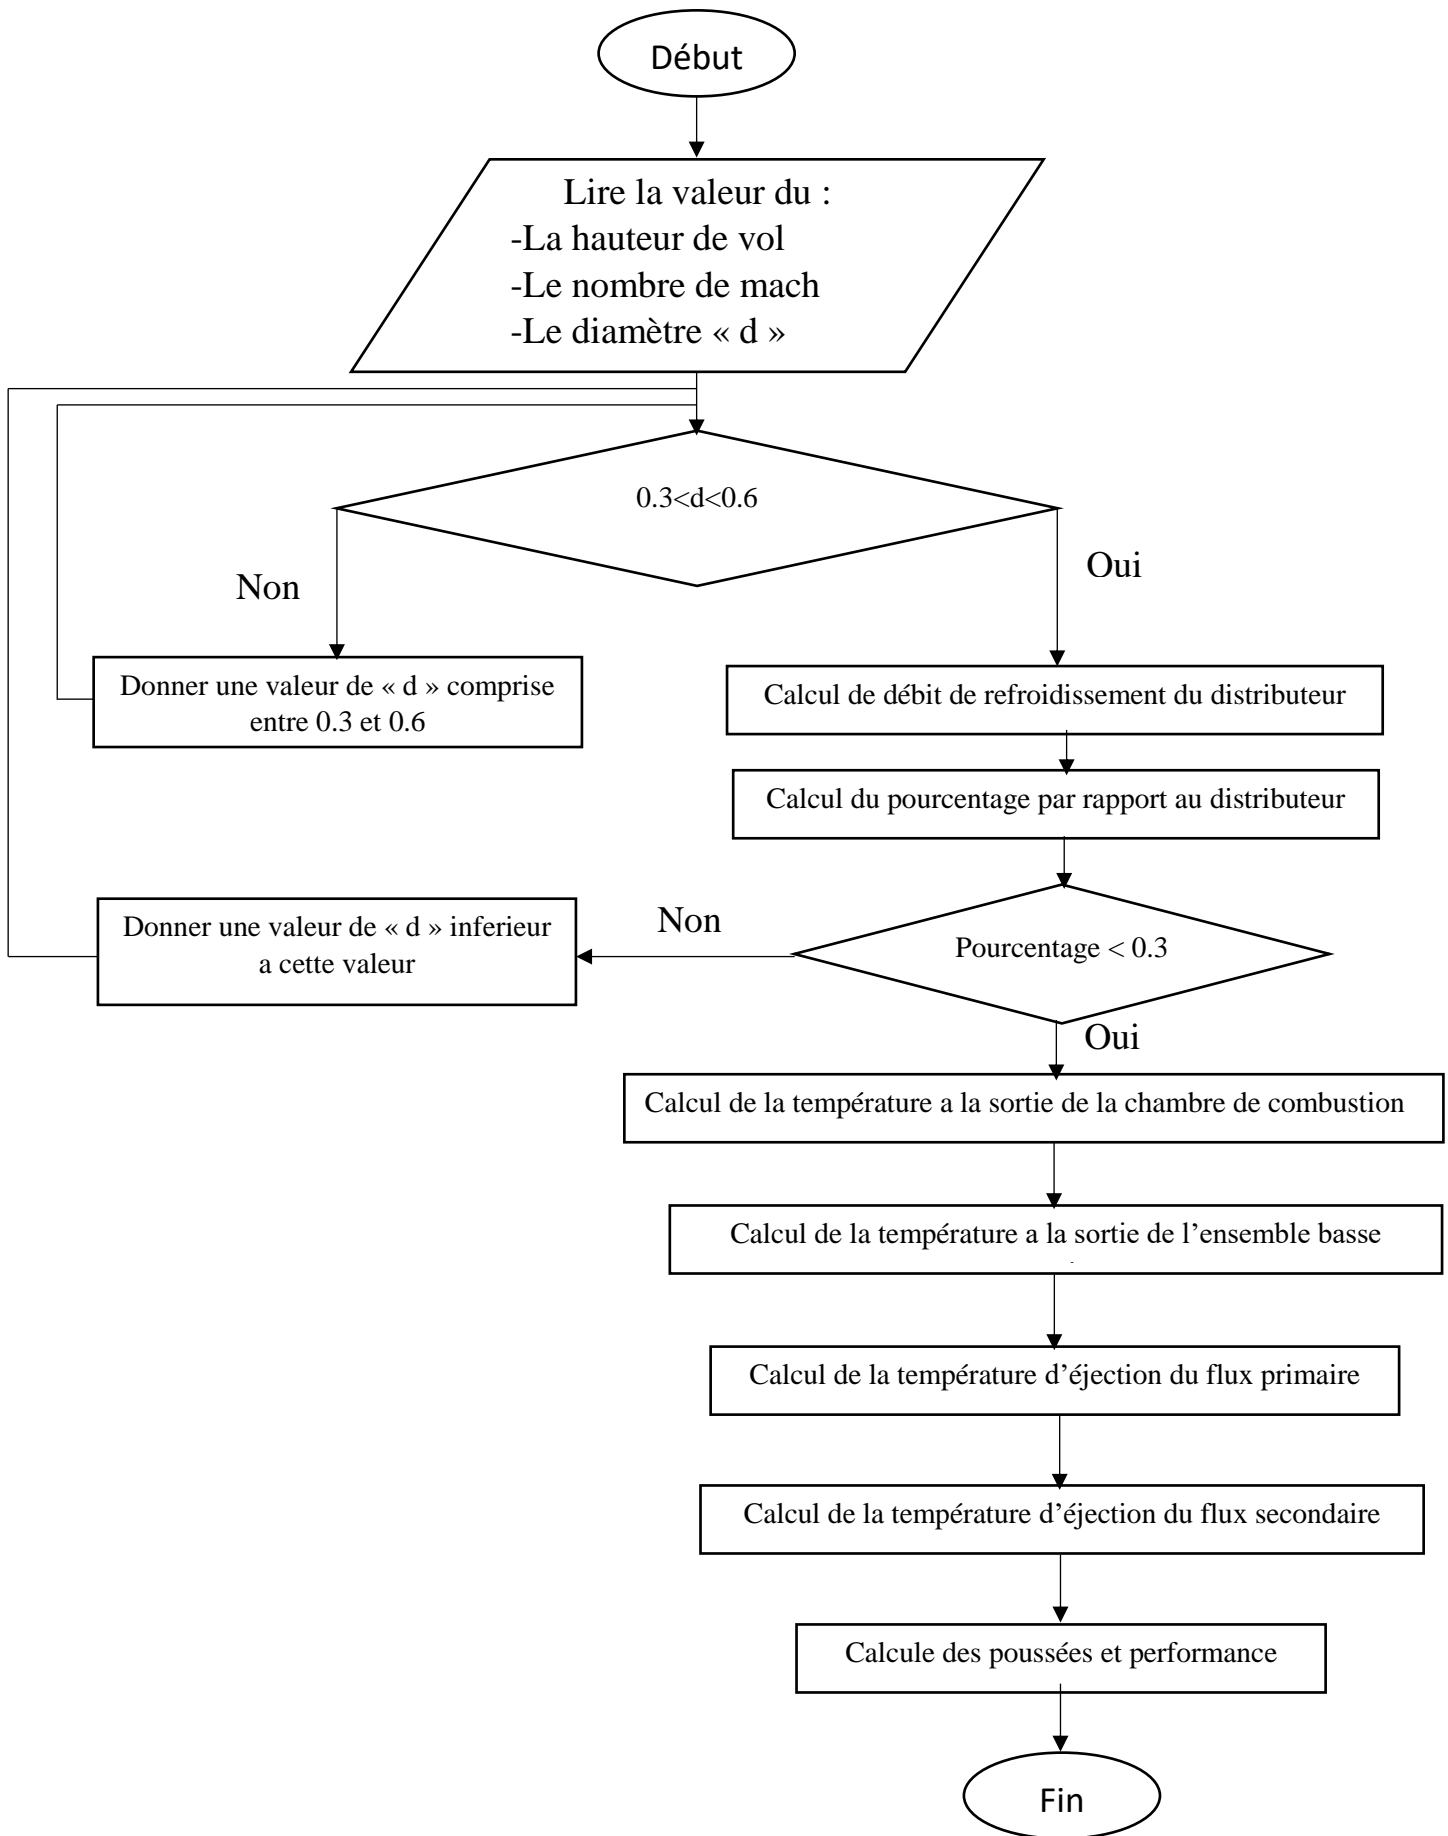 Début
Lire la valeur du :
-La hauteur de vol
-Le nombre de mach
-Le diamètre « d »
0.3<d<0.6
Non
Oui
Donner une valeur de « d » comprise
entre 0.3 et 0.6
Calcul de débit de refroidissement du distributeur
Calcul du pourcentage par rapport au distributeur
Donner une valeur de « d » inferieur
a cette valeur
Non
Pourcentage < 0.3
Oui
Calcul de la température a la sortie de la chambre de combustion
Calcul de la température a la sortie de l’ensemble basse
Calcul de la température d’éjection du flux primaire
Calcul de la température d’éjection du flux secondaire
Calcule des poussées et performance
Fin